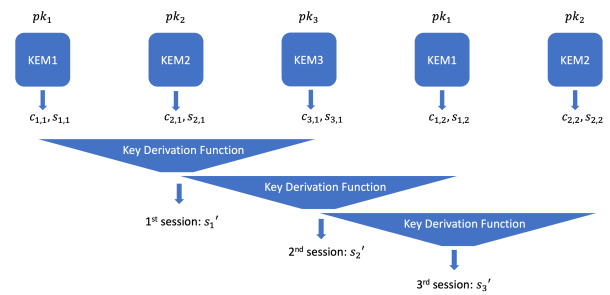 pk₁ pk₂ pk₃ pk₁ pk₂
KEM1 KEM2 KEM3 KEM1 KEM2
c₁,₁, s₁,₁ c₂,₁, s₂,₁ c₃,₁, s₃,₁ c₁,₂, s₁,₂ c₂,₂, s₂,₂
Key Derivation Function
Key Derivation Function
1ˢᵗ session: s₁′
Key Derivation Function
2ⁿᵈ session: s₂′
3ʳᵈ session: s₃′